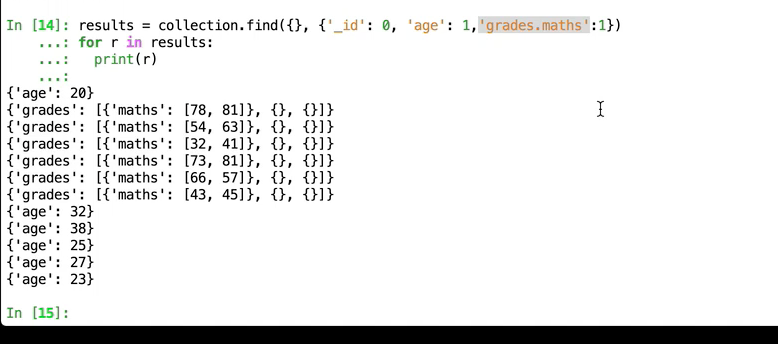 In [14]: results = collection.find({}, {'_id': 0, 'age': 1,'grades.maths':1})
...: for r in results:
...:   print(r)
...:
{'age': 20}
{'grades': [{'maths': [78, 81]}, {}, {}]}
{'grades': [{'maths': [54, 63]}, {}, {}]}
{'grades': [{'maths': [32, 41]}, {}, {}]}
{'grades': [{'maths': [73, 81]}, {}, {}]}
{'grades': [{'maths': [66, 57]}, {}, {}]}
{'grades': [{'maths': [43, 45]}, {}, {}]}
{'age': 32}
{'age': 38}
{'age': 25}
{'age': 27}
{'age': 23}
In [15]: